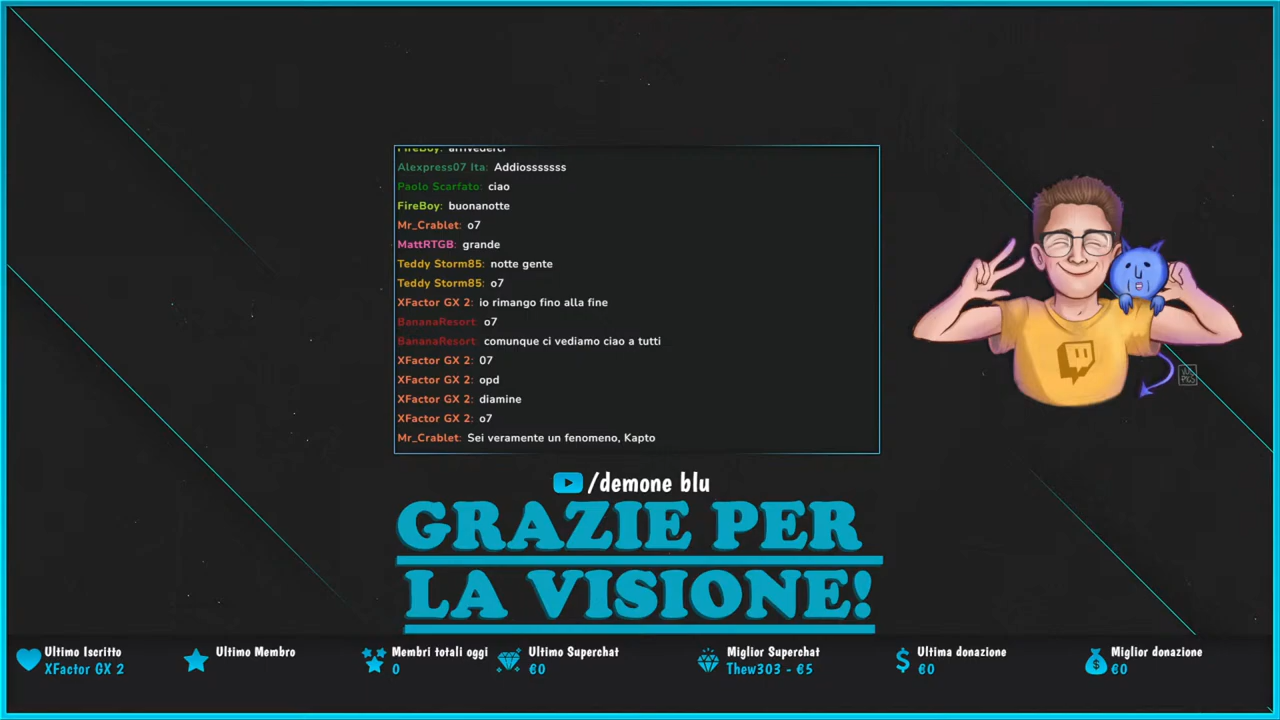 FireBoy: arrivederci
Alexpress07 Ita: Addiosssssss
Paolo Scarfato: ciao
FireBoy: buonanotte
Mr_Crablet: o7
MattRTGB: grande
Teddy Storm85: notte gente
Teddy Storm85: o7
XFactor GX 2: io rimango fino alla fine
BananaResort: o7
BananaResort: comunque ci vediamo ciao a tutti
XFactor GX 2: 07
XFactor GX 2: opd
XFactor GX 2: diamine
XFactor GX 2: o7
Mr_Crablet: Sei veramente un fenomeno, Kapto
/demone blu
GRAZIE PER
LA VISIONE!
Ultimo Iscritto
XFactor GX 2
Ultimo Membro
Membri totali oggi
0
Ultimo Superchat
€0
Miglior Superchat
Thew303 - €5
Ultima donazione
€0
Miglior donazione
€0